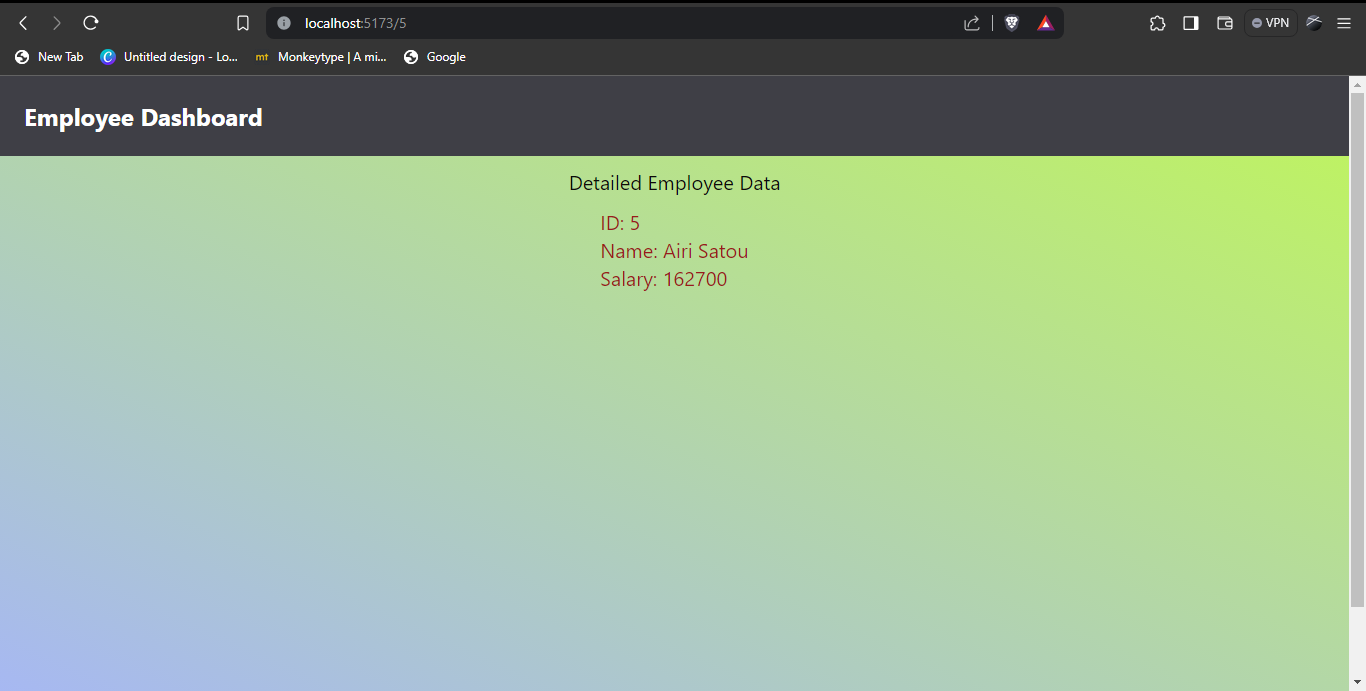 localhost:5173/5
VPN
New Tab
Untitled design - Lo...
mt Monkeytype | A mi...
Google
Employee Dashboard
Detailed Employee Data
ID: 5
Name: Airi Satou
Salary: 162700